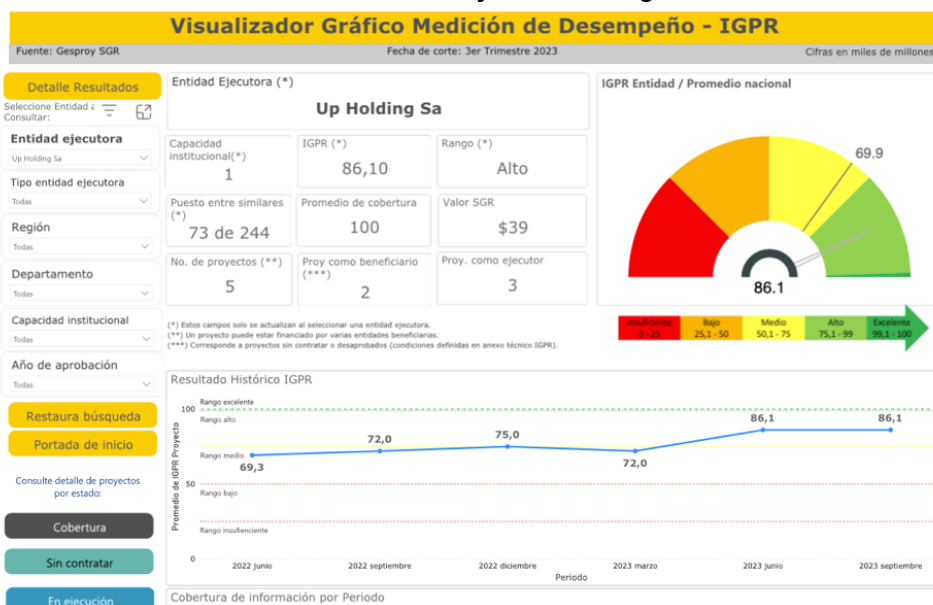 Visualizador Gráfico Medición de Desempeño - IGPR
Fuente: Gesproy SGR
Fecha de corte: 3er Trimestre 2023
Cifras en miles de millones
Detalle Resultados
Seleccione Entidad a
Consultar:
Entidad ejecutora
Up Holding Sa
Tipo entidad ejecutora
Todas
Región
Todas
Departamento
Todas
Capacidad institucional
Todas
Año de aprobación
Todas
Restaura búsqueda
Portada de inicio
Consulte detalle de proyectos
por estado:
Cobertura
Sin contratar
En ejecución
Entidad Ejecutora (*)
Up Holding Sa
Capacidad
institucional(*)
1
IGPR (*)
86,10
Rango (*)
Alto
Puesto entre similares
(*)
73 de 244
Promedio de cobertura
100
Valor SGR
$39
No. de proyectos (**)
5
Proy como beneficiario
(***)
2
Proy. como ejecutor
3
(*) Estos campos solo se actualizan al seleccionar una entidad ejecutora.
(**) Un proyecto puede estar financiado por varias entidades beneficiarias.
(***) Corresponde a proyectos sin contratar o desaprobados (condiciones definidas en anexo técnico IGPR).
IGPR Entidad / Promedio nacional
69.9
86.1
Insuficiente
0 - 25
Bajo
25,1 - 50
Medio
50,1 - 75
Alto
75,1 - 99
Excelente
99,1 - 100
Resultado Histórico IGPR
Promedio de IGPR Proyecto
100
50
0
Rango excelente
Rango alto
Rango medio
Rango bajo
Rango insufienciente
69,3
72,0
75,0
72,0
86,1
86,1
2022 junio
2022 septiembre
2022 diciembre
2023 marzo
2023 junio
2023 septiembre
Periodo
Cobertura de información por Periodo